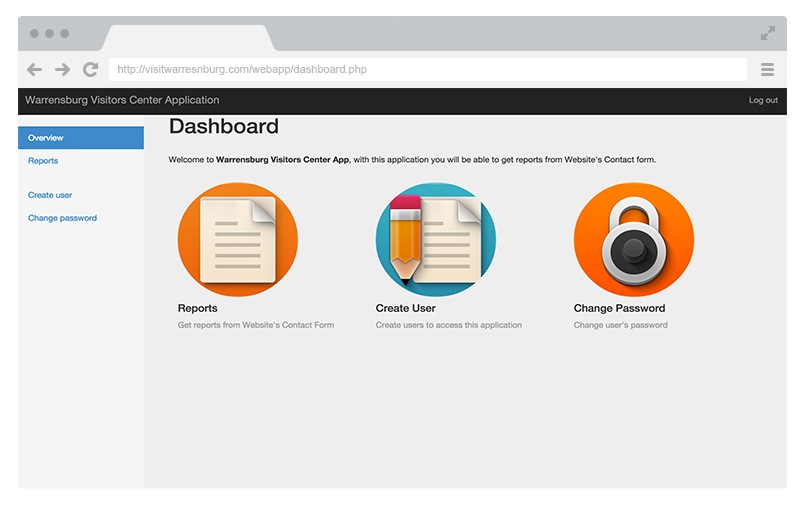 http://visitwarresnburg.com/webapp/dashboard.php
Warrensburg Visitors Center Application
Log out
Overview
Reports
Create user
Change password
Dashboard
Welcome to Warrensburg Visitors Center App, with this application you will be able to get reports from Website's Contact form.
Reports
Get reports from Website's Contact Form
Create User
Create users to access this application
Change Password
Change user's password